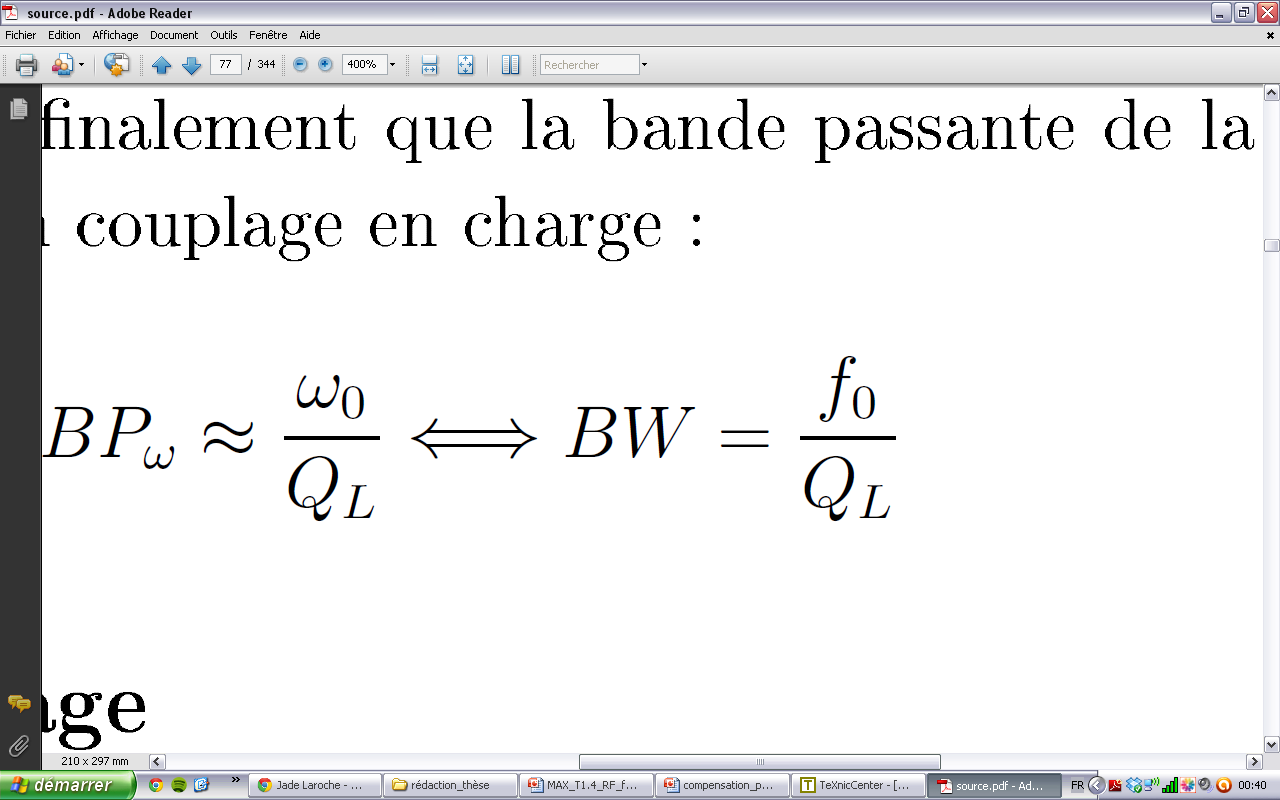 source.pdf - Adobe Reader
Fichier Edition Affichage Document Outils Fenêtre Aide
77 / 344 400% Rechercher
finalement que la bande passante de la
couplage en charge :
BP_ω ≈ ω_0/Q_L ⟺ BW = f_0/Q_L
age
210 x 297 mm
démarrer » Jade Laroche - ... rédaction_thèse MAX_T1.4_RF_f... compensation_p... TeXnicCenter - [... source.pdf - Ad... FR 00:40